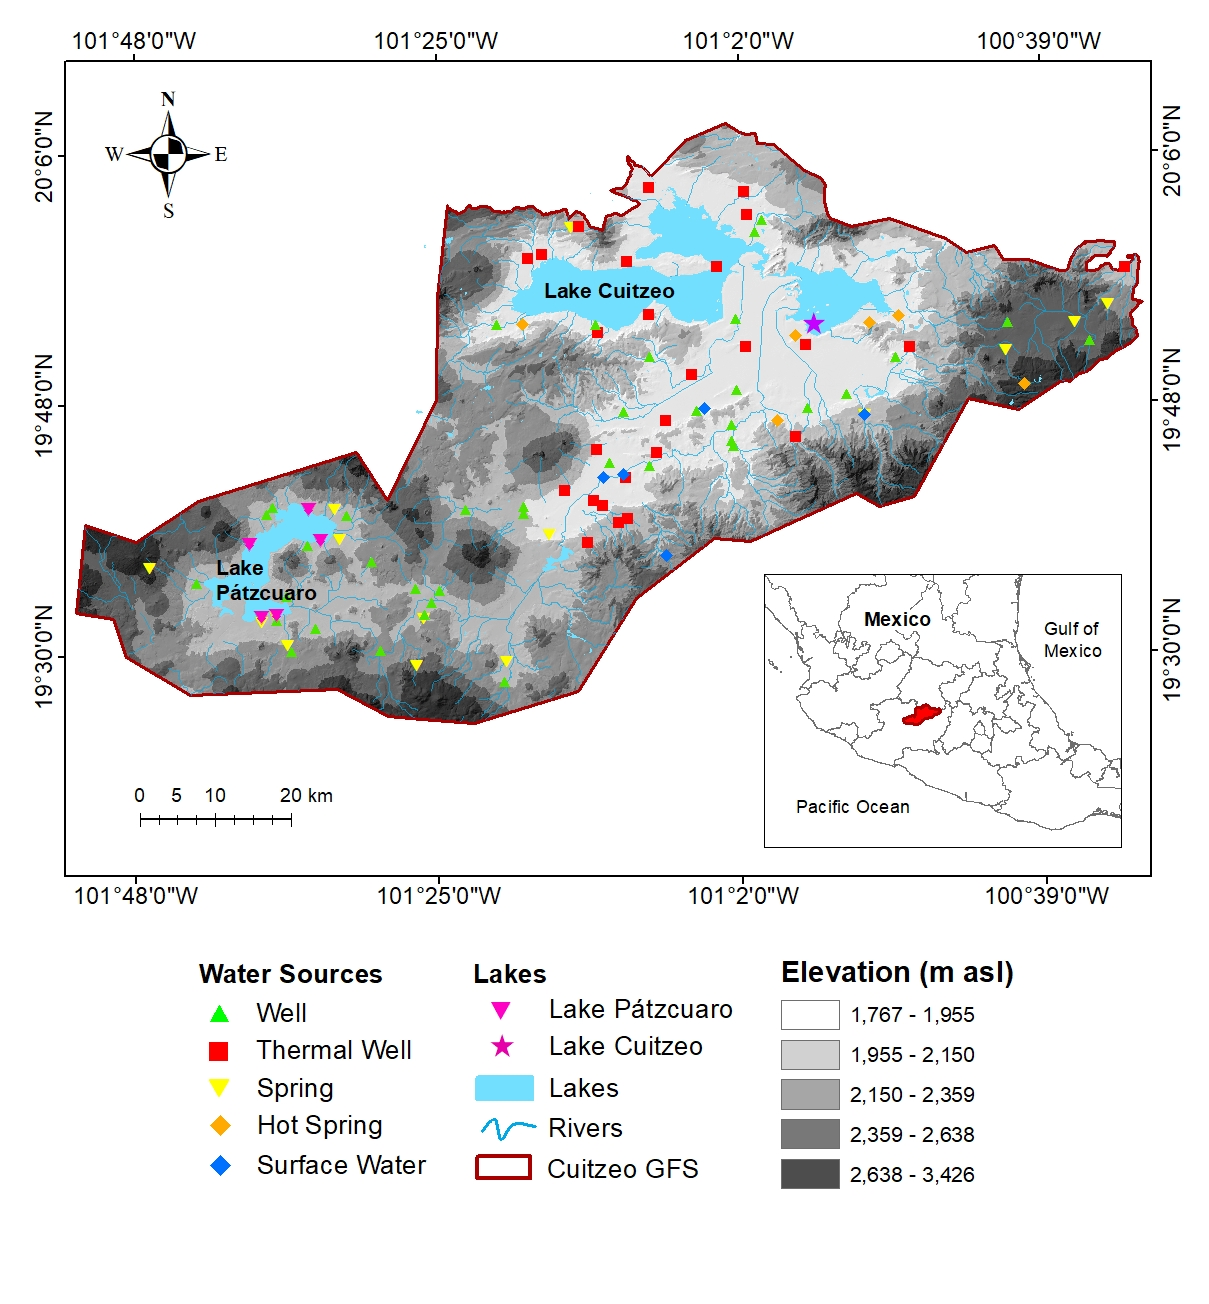 101°48'0"W 101°25'0"W 101°2'0"W 100°39'0"W
N
W E
S
20°6'0"N
20°6'0"N
Lake Cuitzeo
19°48'0"N
19°48'0"N
Lake
Pátzcuaro
19°30'0"N
19°30'0"N
Mexico
Gulf of
Mexico
Pacific Ocean
0 5 10 20 km
101°48'0"W 101°25'0"W 101°2'0"W 100°39'0"W
Water Sources
Well
Thermal Well
Spring
Hot Spring
Surface Water
Lakes
Lake Pátzcuaro
Lake Cuitzeo
Lakes
Rivers
Cuitzeo GFS
Elevation (m asl)
1,767 - 1,955
1,955 - 2,150
2,150 - 2,359
2,359 - 2,638
2,638 - 3,426